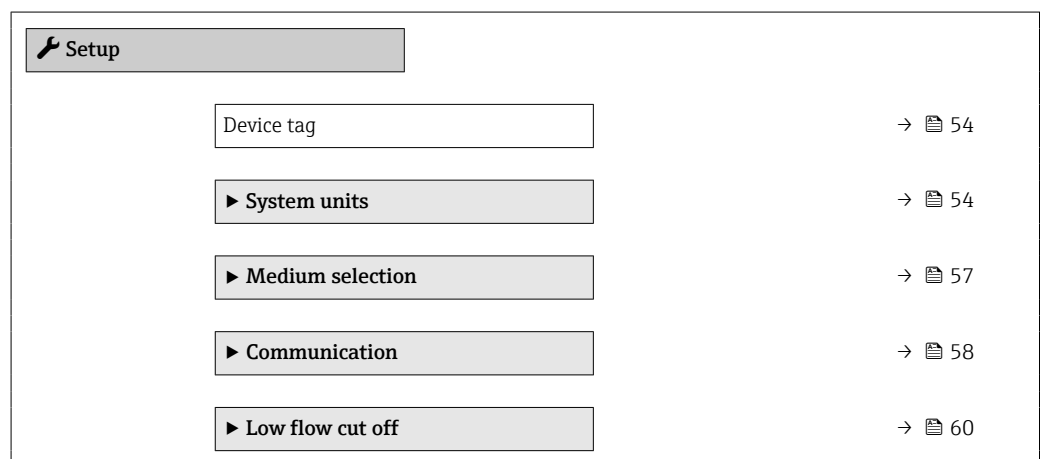 Setup
Device tag → 54
▶ System units → 54
▶ Medium selection → 57
▶ Communication → 58
▶ Low flow cut off → 60